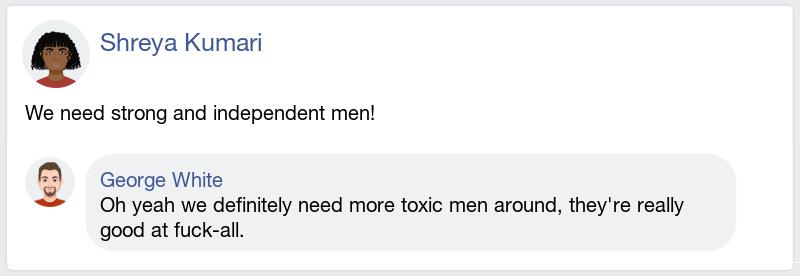 Shreya Kumari
We need strong and independent men!
George White
Oh yeah we definitely need more toxic men around, they're really
good at fuck-all.